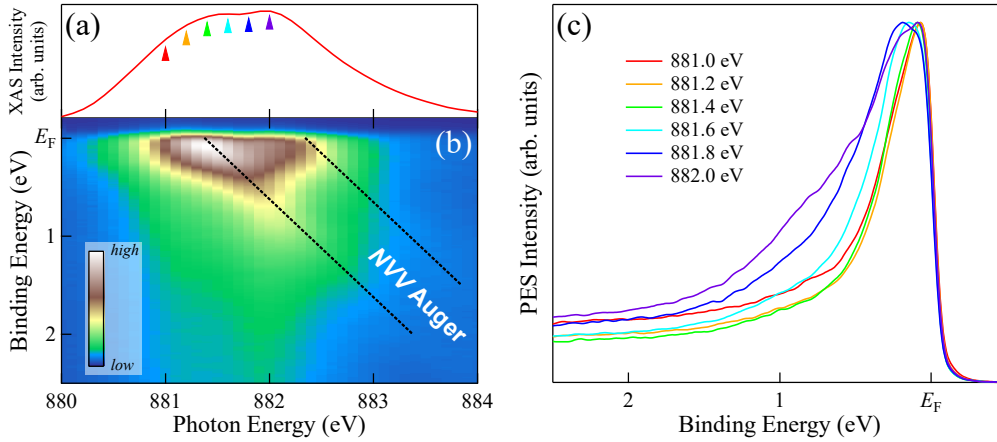 (a)
XAS Intensity
(arb. units)
E_F
(b)
Binding Energy (eV)
1
2
high
low
NVV Auger
880
881
882
883
884
Photon Energy (eV)
(c)
881.0 eV
881.2 eV
881.4 eV
881.6 eV
881.8 eV
882.0 eV
PES Intensity (arb. units)
2
1
E_F
Binding Energy (eV)